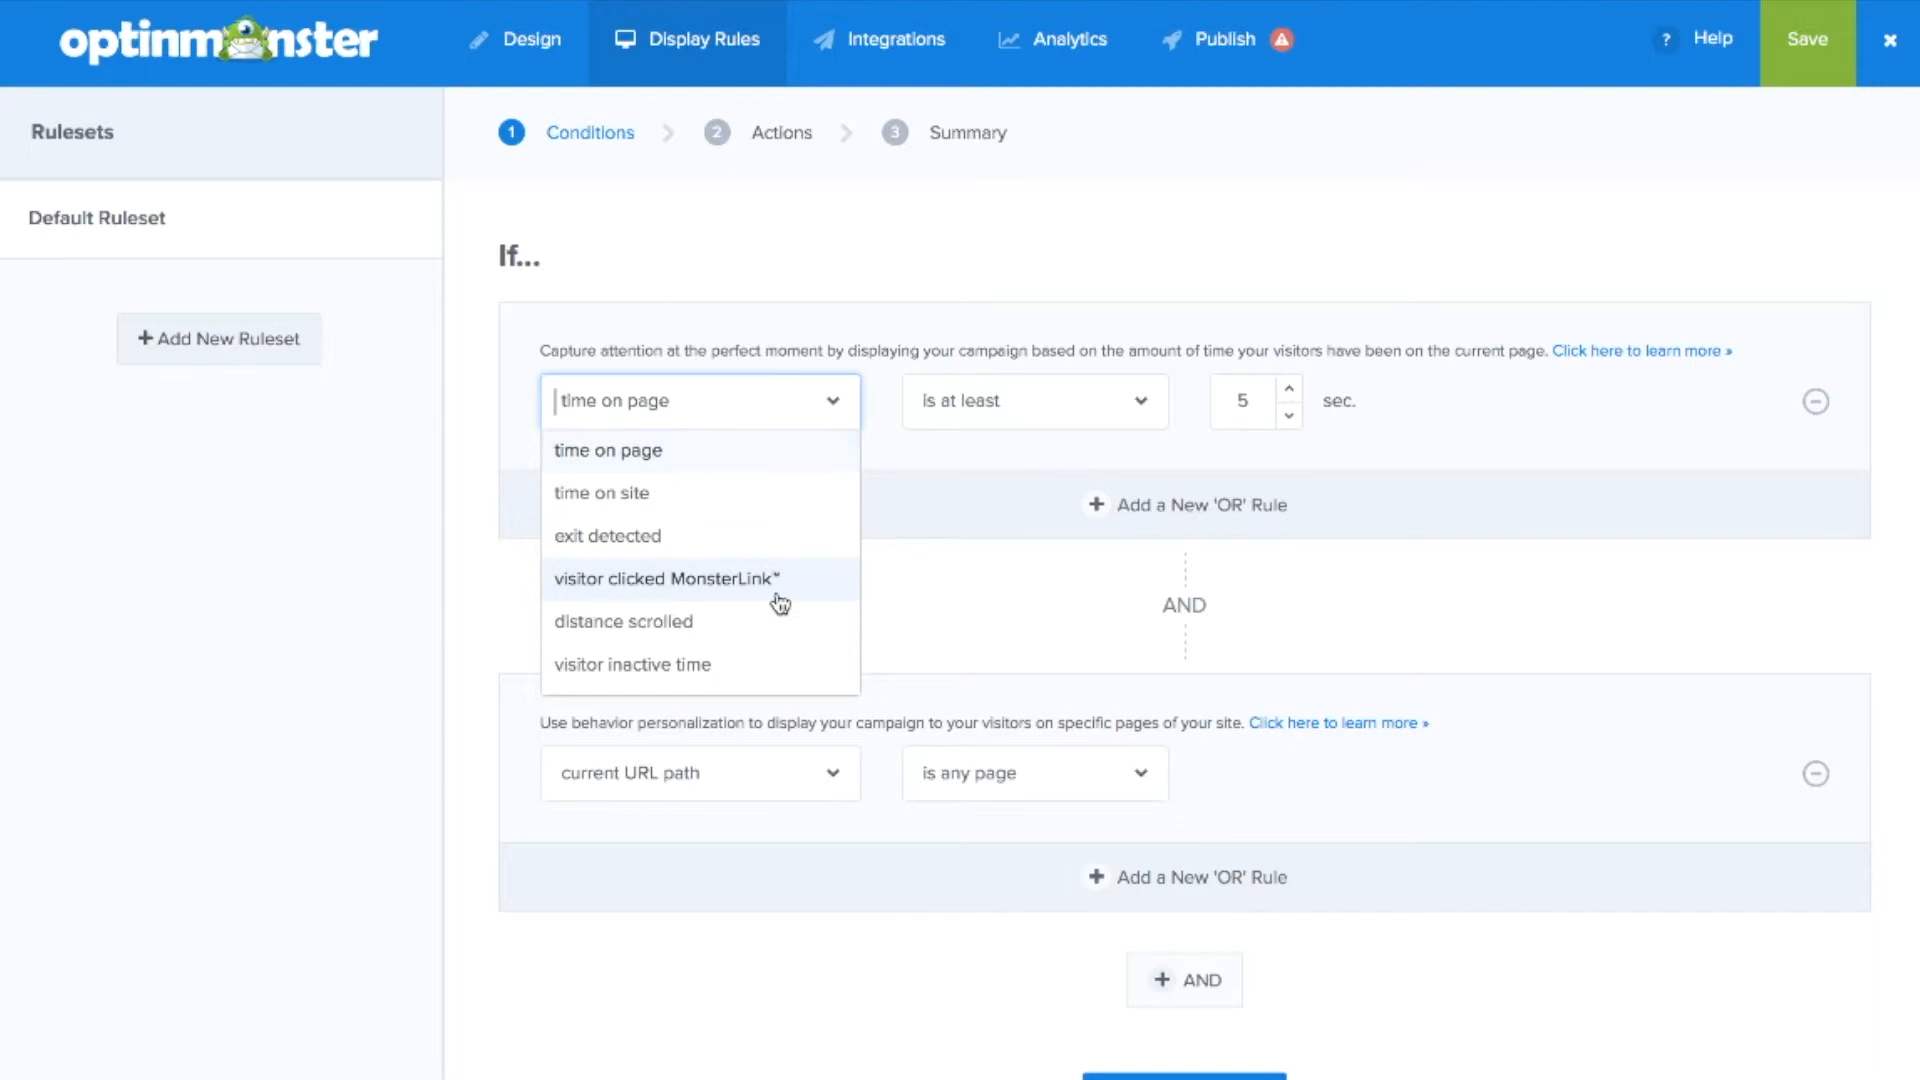 optinmonster
Design
Display Rules
Integrations
Analytics
Publish
? Help
Save
Rulesets
1 Conditions
2 Actions
3 Summary
Default Ruleset
+ Add New Ruleset
If...
Capture attention at the perfect moment by displaying your campaign based on the amount of time your visitors have been on the current page. Click here to learn more »
time on page
is at least
5
sec.
time on page
time on site
exit detected
visitor clicked MonsterLink™
distance scrolled
visitor inactive time
+ Add a New 'OR' Rule
AND
Use behavior personalization to display your campaign to your visitors on specific pages of your site. Click here to learn more »
current URL path
is any page
+ Add a New 'OR' Rule
+ AND